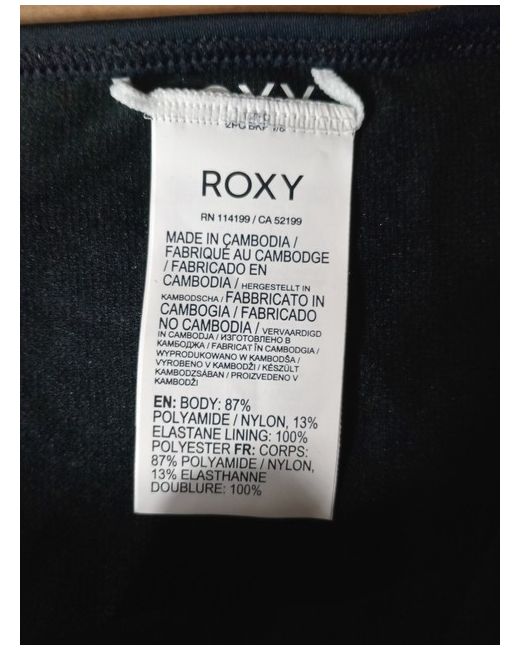 ROXY
RN 114199 / CA 52199
MADE IN CAMBODIA /
FABRIQUÉ AU CAMBODGE
/ FABRICADO EN
CAMBODIA / HERGESTELLT IN
KAMBODSCHA / FABBRICATO IN
CAMBOGIA / FABRICADO
NO CAMBODIA / VERVAARDIGD
IN CAMBODJA / ИЗГОТОВЛЕНО В
КАМБОДЖА / FABRICAT ÎN CAMBODGIA /
WYPRODUKOWANO W KAMBODŻA /
VYROBENO V KAMBODŽI / KÉSZÜLT
KAMBODZSÁBAN / PROIZVEDENO V
KAMBODŽI
EN: BODY: 87%
POLYAMIDE / NYLON, 13%
ELASTANE LINING: 100%
POLYESTER FR: CORPS:
87% POLYAMIDE / NYLON,
13% ELASTHANNE
DOUBLURE: 100%